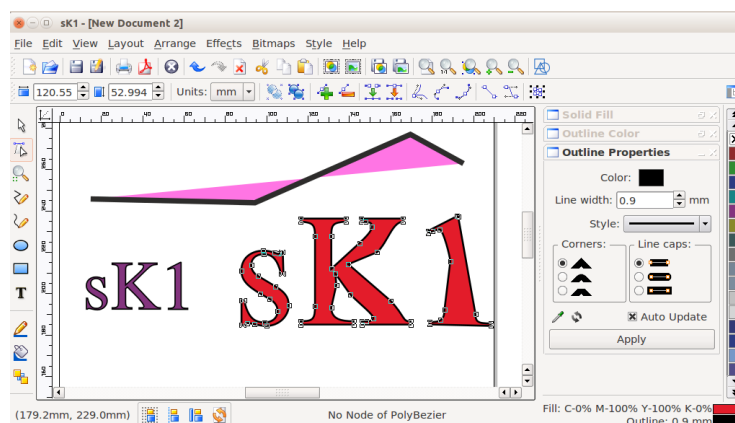 sK1 - [New Document 2]
File Edit View Layout Arrange Effects Bitmaps Style Help
120.55 52.994 Units: mm
Solid Fill
Outline Color
Outline Properties
Color:
Line width: 0.9 mm
Style:
Corners: Line caps:
Auto Update
Apply
sK1
sK1
T
(179.2mm, 229.0mm) No Node of PolyBezier Fill: C-0% M-100% Y-100% K-0%
Outline: 0.9 mm